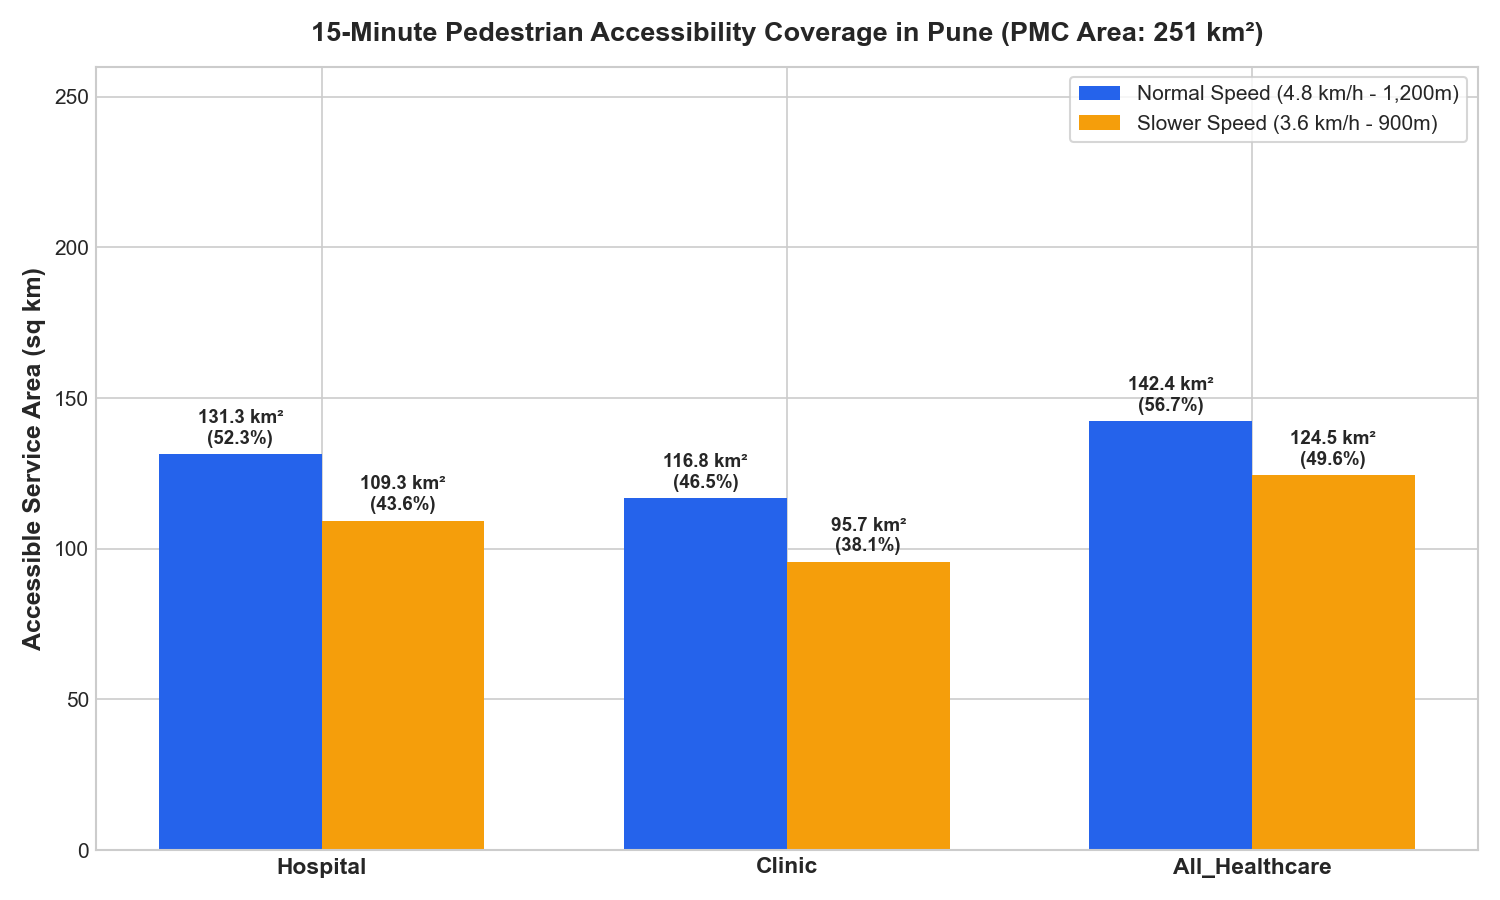 15-Minute Pedestrian Accessibility Coverage in Pune (PMC Area: 251 km²)
Normal Speed (4.8 km/h - 1,200m)
Slower Speed (3.6 km/h - 900m)
Accessible Service Area (sq km)
250
200
150
100
50
0
131.3 km²
(52.3%)
109.3 km²
(43.6%)
116.8 km²
(46.5%)
95.7 km²
(38.1%)
142.4 km²
(56.7%)
124.5 km²
(49.6%)
Hospital
Clinic
All_Healthcare